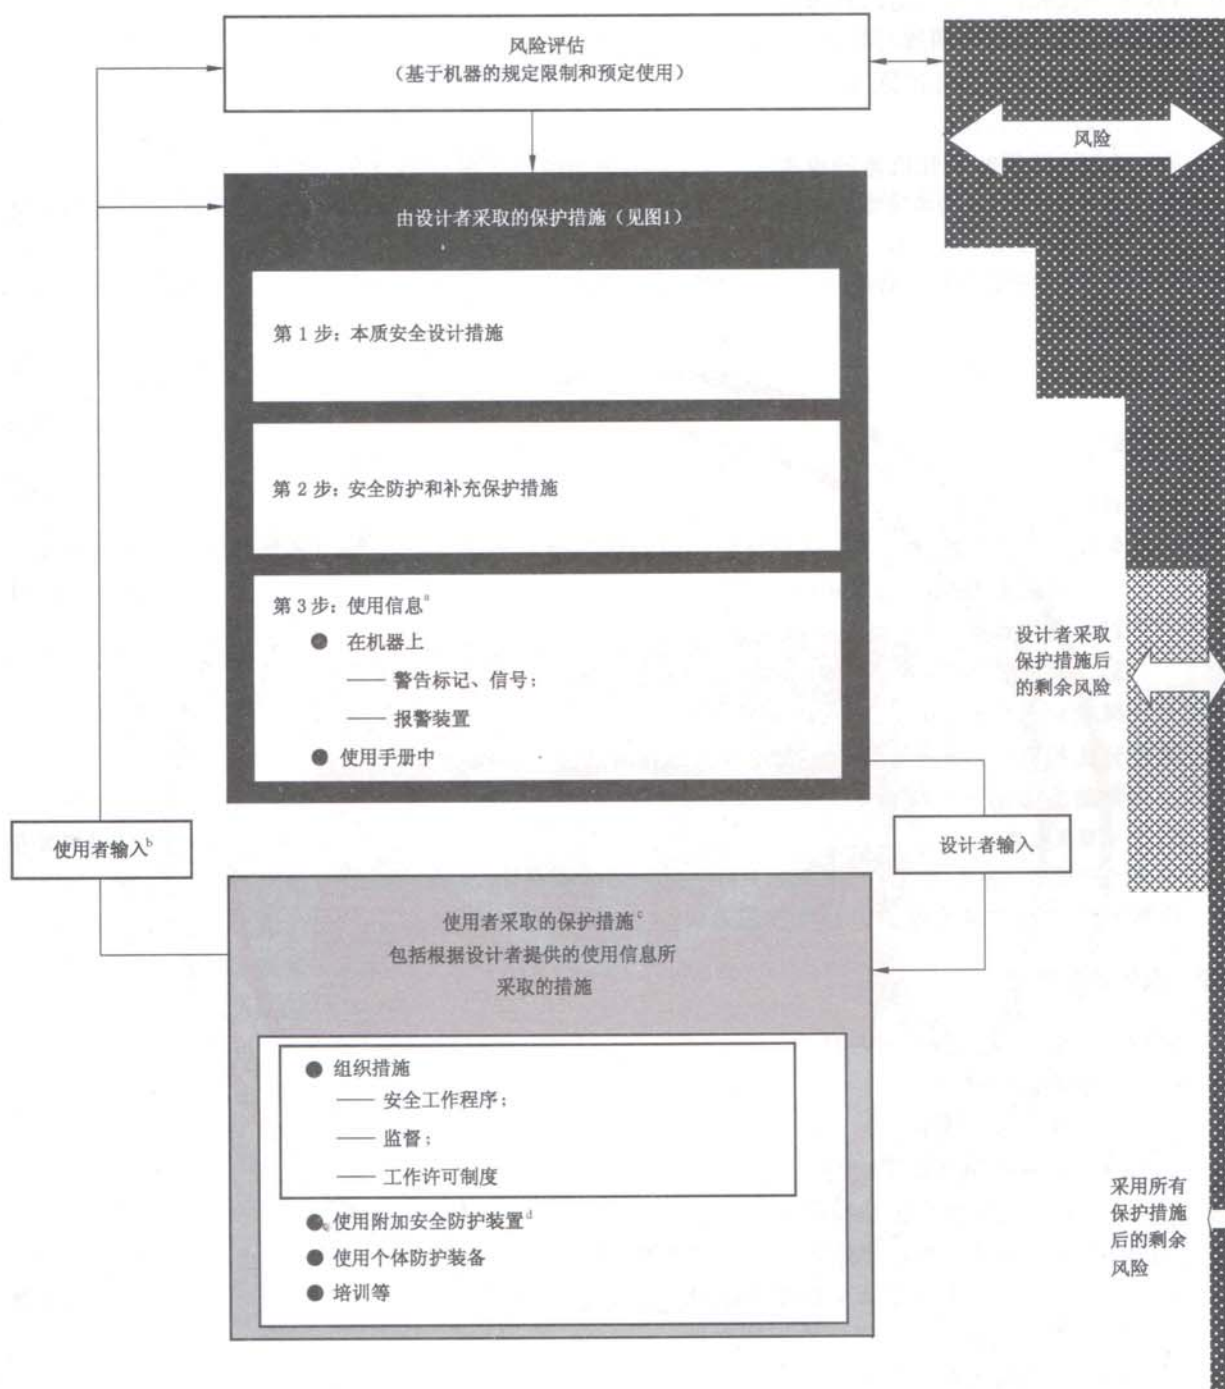 风险评估
(基于机器的规定限制和预定使用)
风险
由设计者采取的保护措施(见图1)
第 1 步:本质安全设计措施
第 2 步:安全防护和补充保护措施
第 3 步:使用信息a
● 在机器上
—— 警告标记、信号;
—— 报警装置
● 使用手册中
设计者采取
保护措施后
的剩余风险
使用者输入b
设计者输入
使用者采取的保护措施c
包括根据设计者提供的使用信息所
采取的措施
● 组织措施
—— 安全工作程序;
—— 监督;
—— 工作许可制度
● 使用附加安全防护装置d
● 使用个体防护装备
● 培训等
采用所有
保护措施
后的剩余
风险